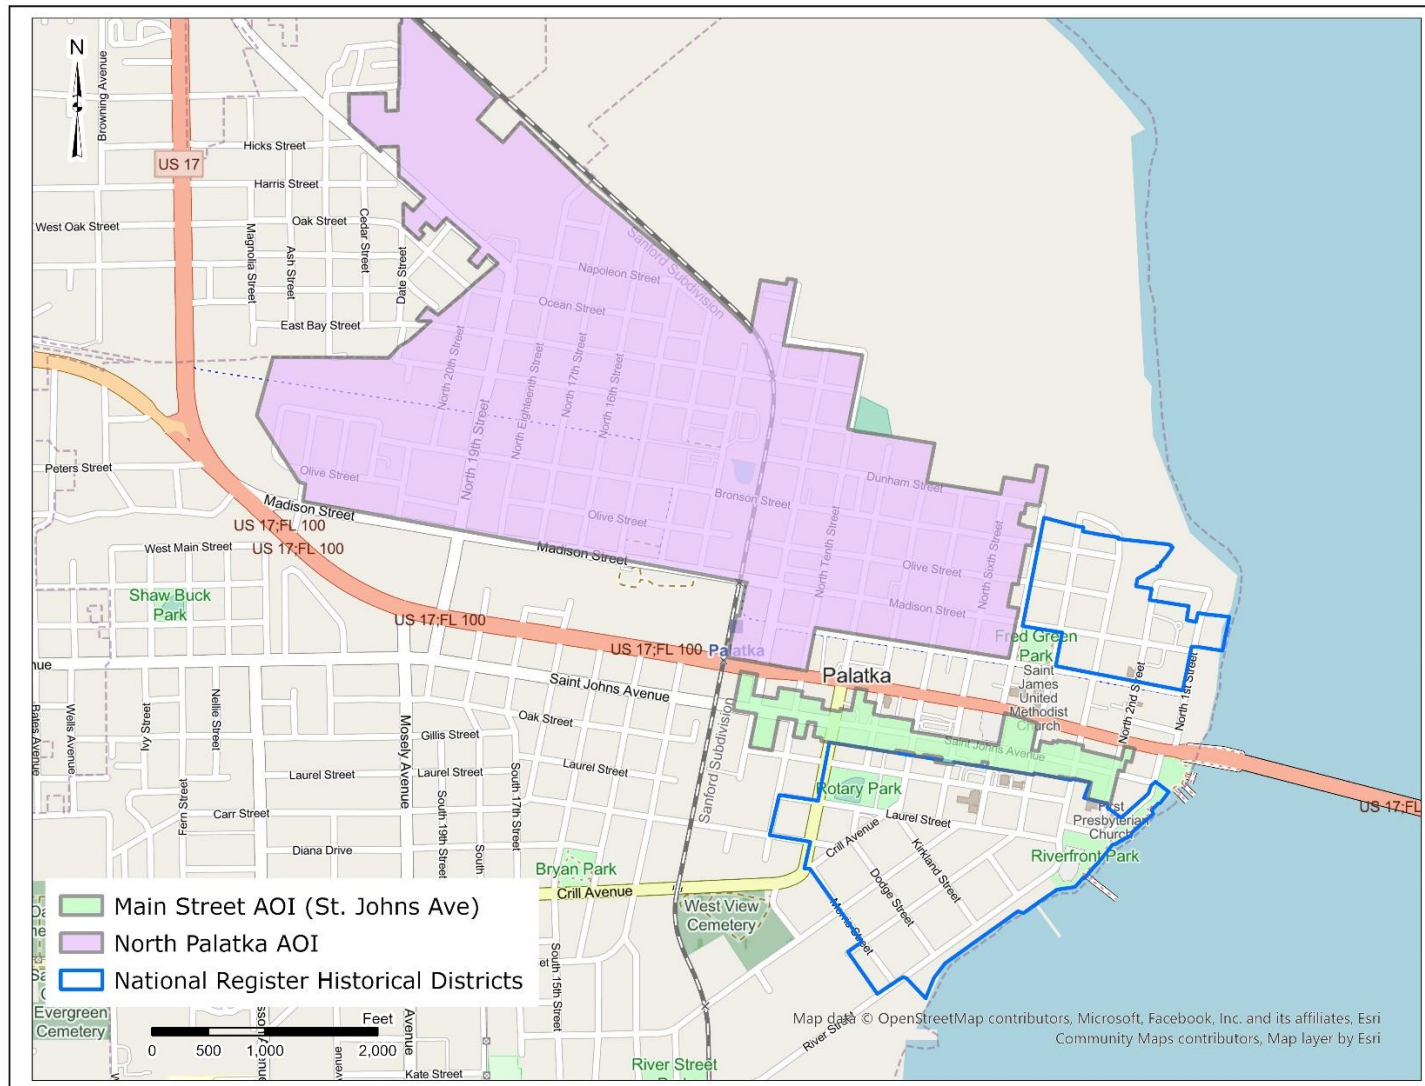 N
Browning Avenue
US 17
Hicks Street
Harris Street
West Oak Street
Oak Street
Magnolia Street
Ash Street
Cedar Street
Date Street
East Bay Street
Sanford Subdivision
Napoleon Street
Ocean Street
North 20th Street
North 19th Street
North Eighteenth Street
North 17th Street
North 16th Street
Peters Street
Olive Street
Madison Street
US 17;FL 100
US 17;FL 100
West Main Street
Shaw Buck
Park
Bronson Street
Dunham Street
Olive Street
Madison Street
North Tenth Street
Olive Street
North Sixth Street
Madison Street
US 17;FL 100
US 17;FL 100
Palatka
Palatka
Fred Green
Park
Saint
James
United
Methodist
Church
North 2nd Street
North 1st Street
nue
Saint Johns Avenue
Oak Street
Saint Johns Avenue
Bates Avenue
Wellis Avenue
Ivy Street
Nellie Street
Gillis Street
Mosely Avenue
Laurel Street
Laurel Street
Laurel Street
South 17th Street
South 19th Street
South
Sanford Subdivision
Fern Street
Carr Street
Diana Drive
Rotary Park
Laurel Street
Crill Avenue
Kirkland Street
Dodge Street
Morris Street
First
Presbyterian
Church
Riverfront Park
US 17;FL
Bryan Park
Crill Avenue
West View
Cemetery
South 15th Street
Main Street AOI (St. Johns Ave)
North Palatka AOI
National Register Historical Districts
Evergreen
Cemetery
Feet
0 500 1,000 2,000
Avenue
Kate Street
River Street
River Street
Map data © OpenStreetMap contributors, Microsoft, Facebook, Inc. and its affiliates, Esri
Community Maps contributors, Map layer by Esri